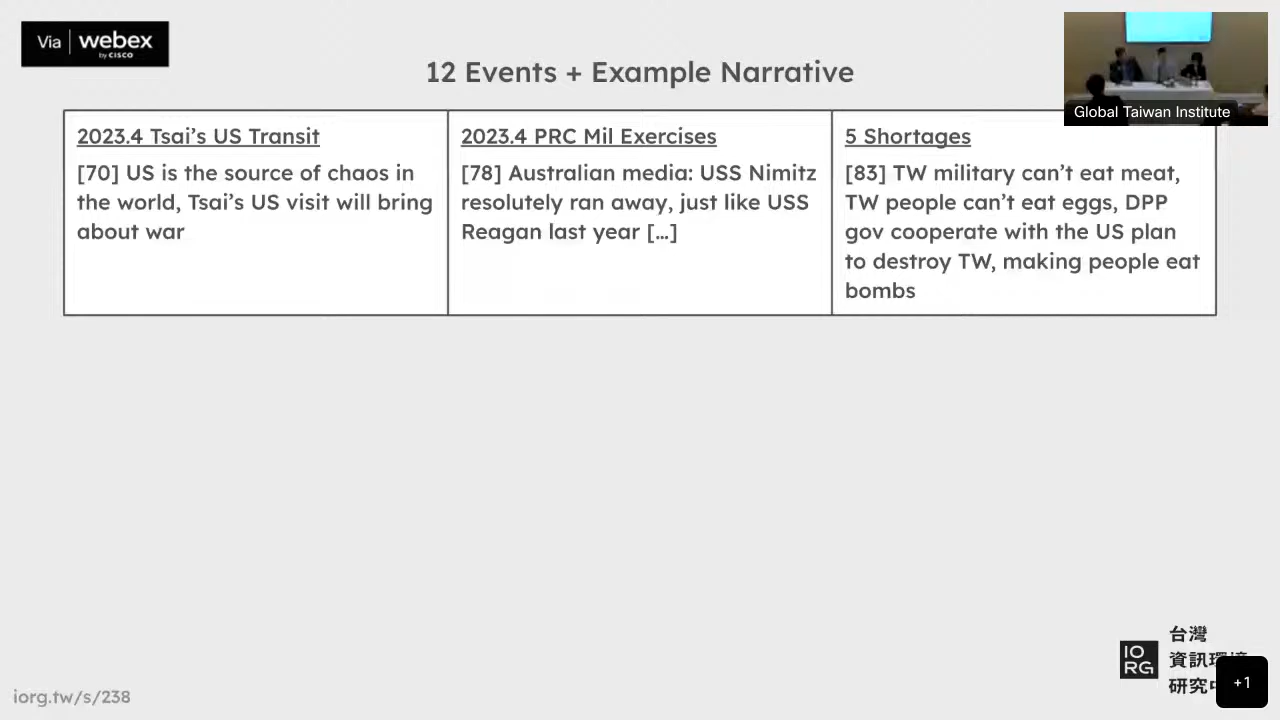 Via webex
by CISCO
12 Events + Example Narrative
Global Taiwan Institute
2023.4 Tsai's US Transit
[70] US is the source of chaos in
the world, Tsai's US visit will bring
about war
2023.4 PRC Mil Exercises
[78] Australian media: USS Nimitz
resolutely ran away, just like USS
Reagan last year [...]
5 Shortages
[83] TW military can't eat meat,
TW people can't eat eggs, DPP
gov cooperate with the US plan
to destroy TW, making people eat
bombs
IO
RG
台灣
資訊環境
研究
+1
iorg.tw/s/238